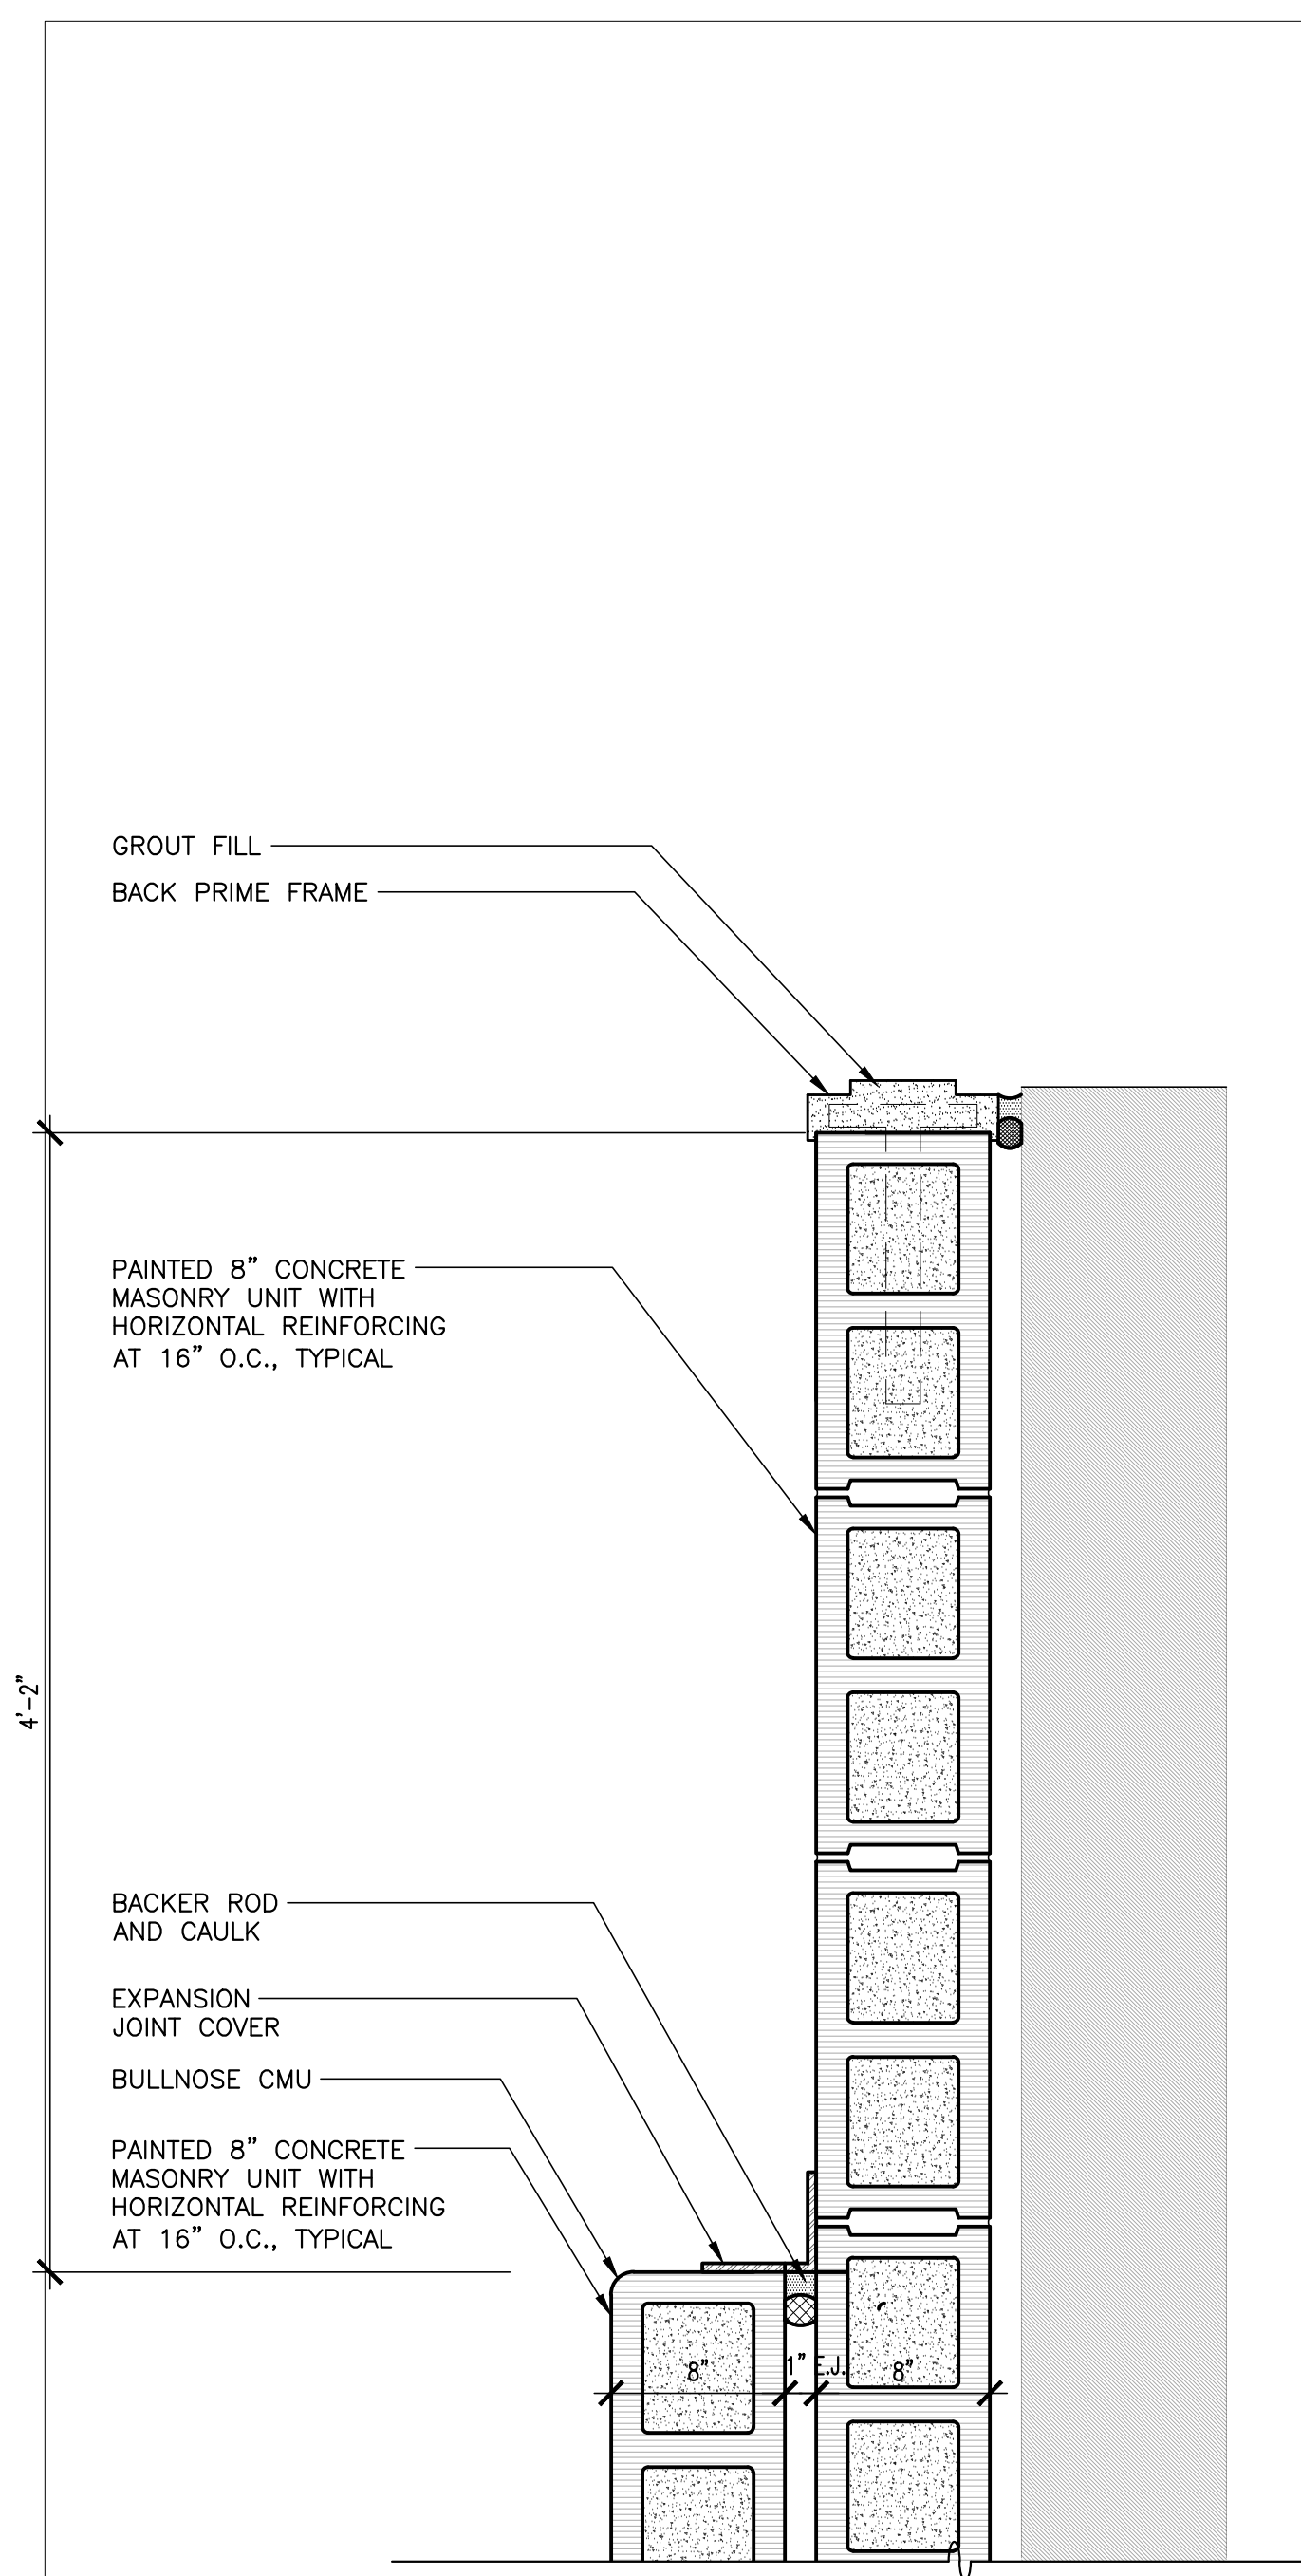 GROUT FILL
BACK PRIME FRAME
PAINTED 8" CONCRETE
MASONRY UNIT WITH
HORIZONTAL REINFORCING
AT 16" O.C., TYPICAL
4'-2"
BACKER ROD
AND CAULK
EXPANSION
JOINT COVER
BULLNOSE CMU
PAINTED 8" CONCRETE
MASONRY UNIT WITH
HORIZONTAL REINFORCING
AT 16" O.C., TYPICAL
8" 1" E.J. 8"